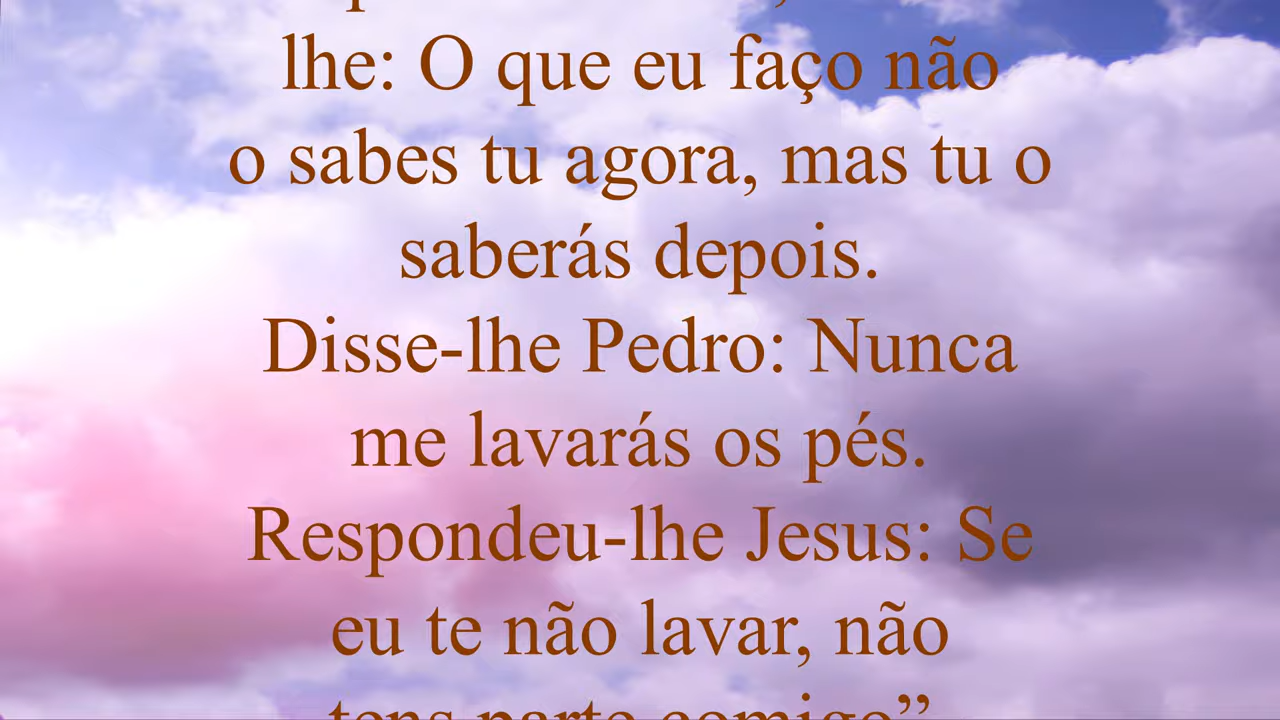 lhe: O que eu faço não
o sabes tu agora, mas tu o
saberás depois.
Disse-lhe Pedro: Nunca
me lavarás os pés.
Respondeu-lhe Jesus: Se
eu te não lavar, não
tens parte comigo”